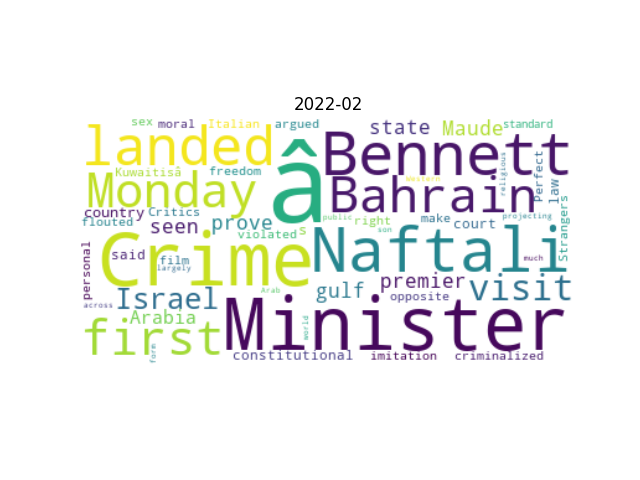 2022-02
sex moral Italian argued state Maude standard
landed â Bennett
Kuwaitisâ freedom Western religious Perfect law
Monday Bahrain Strangers
country Critics prove public right make court projecting
flouted seen violated s son
Crime Naftali
personal said film largely much
across Israel Arab gulf premier opposite visit
Arabia world
first Minister
form constitutional imitation criminalized